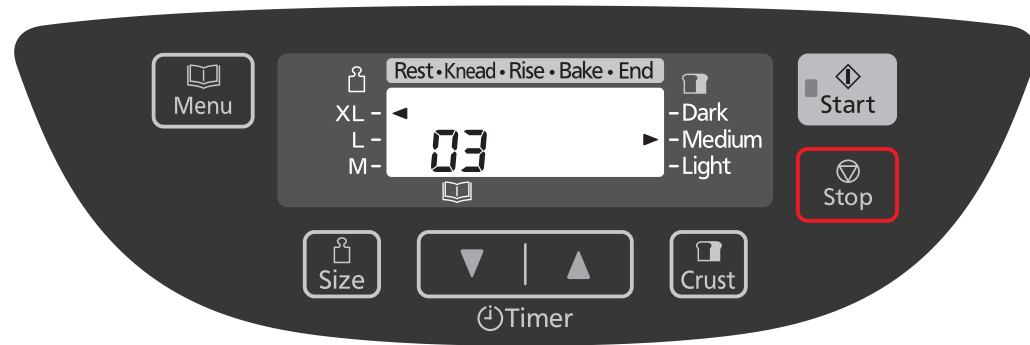 Menu
Rest • Knead • Rise • Bake • End
XL
L
M
03
Dark
Medium
Light
Start
Stop
Size
Timer
Crust